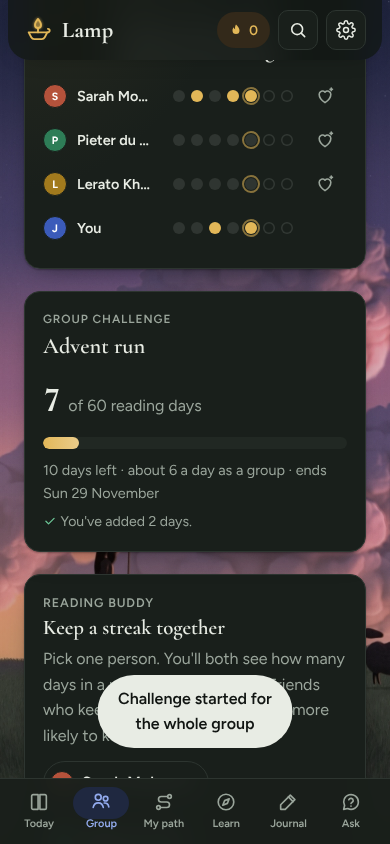 Lamp
0
S Sarah Mo...
P Pieter du ...
L Lerato Kh...
J You
GROUP CHALLENGE
Advent run
7 of 60 reading days
10 days left · about 6 a day as a group · ends
Sun 29 November
✓ You've added 2 days.
READING BUDDY
Keep a streak together
Pick one person. You'll both see how many
days in a
who kee more
likely to k
Challenge started for
the whole group
Today
Group
My path
Learn
Journal
Ask